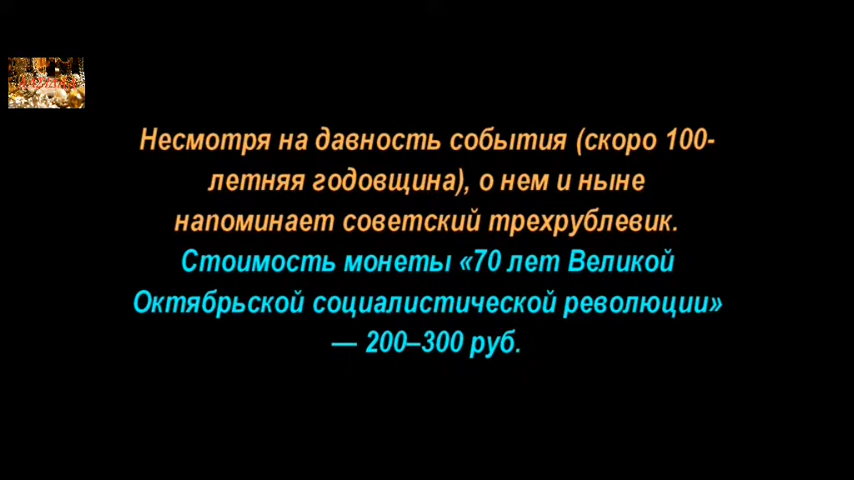 Несмотря на давность события (скоро 100-
летняя годовщина), о нем и ныне
напоминает советский трехрублевик.
Стоимость монеты «70 лет Великой
Октябрьской социалистической революции»
— 200–300 руб.